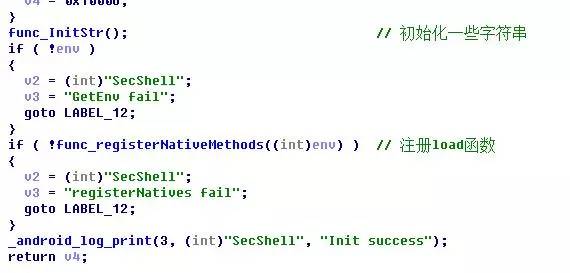 }
func_InitStr(); // 初始化一些字符串
if ( !env )
{
v2 = (int)"SecShell";
v3 = "GetEnv fail";
goto LABEL_12;
}
if ( !func_registerNativeMethods((int)env) ) // 注册load函数
{
v2 = (int)"SecShell";
v3 = "registerNatives fail";
goto LABEL_12;
}
_android_log_print(3, (int)"SecShell", "Init success");
return v4;